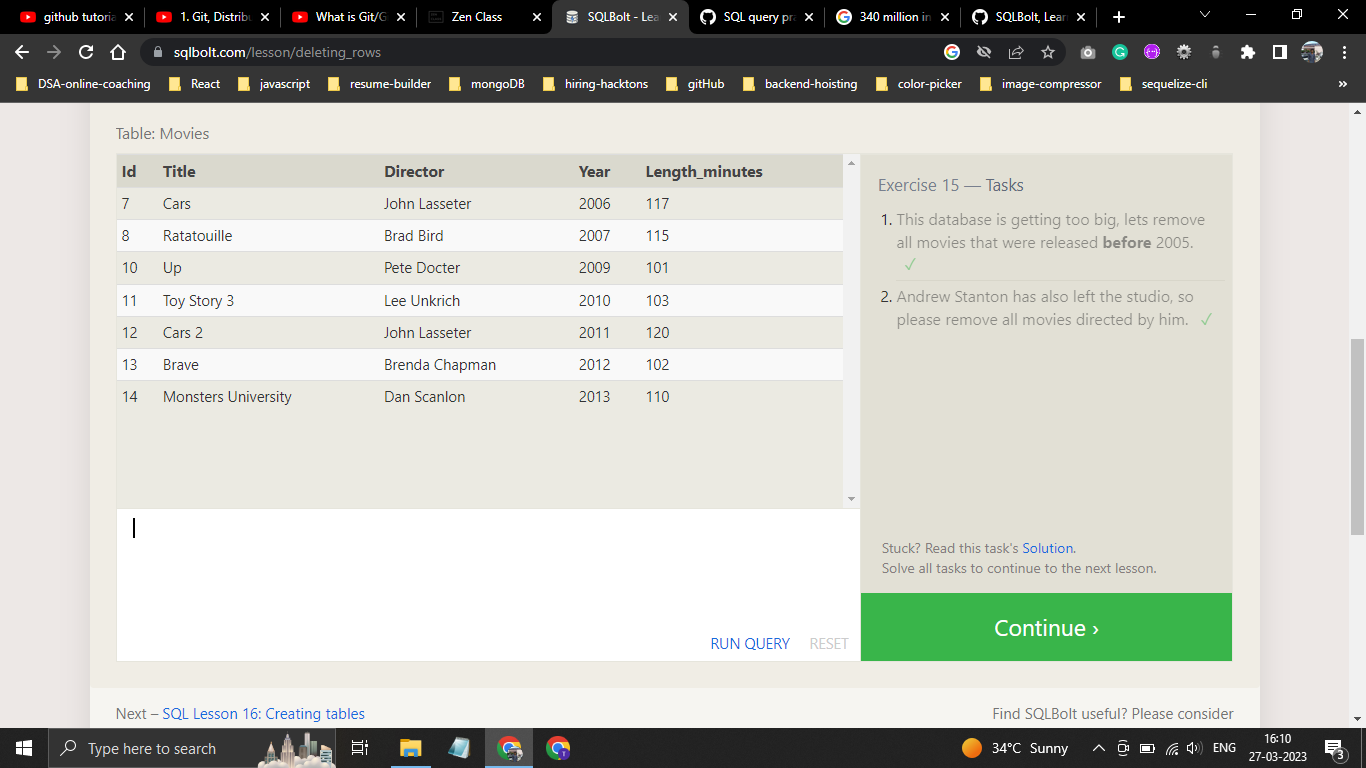 github tutoria
1. Git, Distrib
What is Git/G
Zen Class
SQLBolt - Lea
SQL query pra
340 million in
SQLBolt, Lear
sqlbolt.com/lesson/deleting_rows
DSA-online-coaching
React
javascript
resume-builder
mongoDB
hiring-hacktons
gitHub
backend-hoisting
color-picker
image-compressor
sequelize-cli
»
Table: Movies
Id Title Director Year Length_minutes
7 Cars John Lasseter 2006 117
8 Ratatouille Brad Bird 2007 115
10 Up Pete Docter 2009 101
11 Toy Story 3 Lee Unkrich 2010 103
12 Cars 2 John Lasseter 2011 120
13 Brave Brenda Chapman 2012 102
14 Monsters University Dan Scanlon 2013 110
RUN QUERY RESET
Exercise 15 — Tasks
1. This database is getting too big, lets remove
all movies that were released before 2005.
✓
2. Andrew Stanton has also left the studio, so
please remove all movies directed by him. ✓
Stuck? Read this task's Solution.
Solve all tasks to continue to the next lesson.
Continue ›
Next – SQL Lesson 16: Creating tables
Find SQLBolt useful? Please consider
Type here to search
34°C Sunny
ENG
16:10
27-03-2023
3